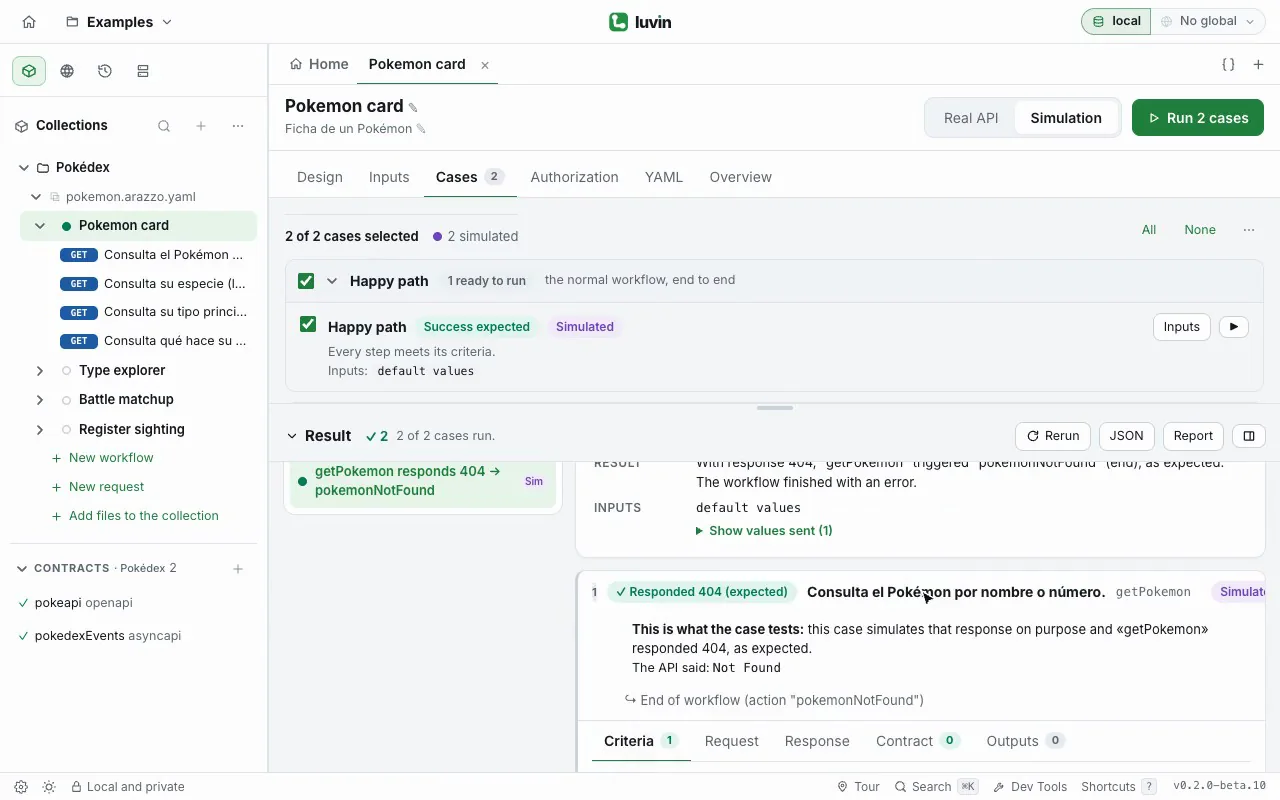 Examples
luvin
local
No global
Home
Pokemon card
Collections
Pokemon card
Ficha de un Pokémon
Real API
Simulation
Run 2 cases
Pokédex
pokemon.arazzo.yaml
Pokemon card
GET Consulta el Pokémon ...
GET Consulta su especie (l...
GET Consulta su tipo princi...
GET Consulta qué hace su ...
Type explorer
Battle matchup
Register sighting
New workflow
New request
Add files to the collection
CONTRACTS · Pokédex 2
pokeapi openapi
pokedexEvents asyncapi
Design
Inputs
Cases 2
Authorization
YAML
Overview
2 of 2 cases selected
2 simulated
All
None
Happy path
1 ready to run
the normal workflow, end to end
Happy path
Success expected
Simulated
Inputs
Every step meets its criteria.
Inputs: default values
Result
2
2 of 2 cases run.
Rerun
JSON
Report
getPokemon responds 404 →
pokemonNotFound
Sim
RESULT
With response 404, "getPokemon" triggered "pokemonNotFound" (end), as expected.
The workflow finished with an error.
INPUTS
default values
Show values sent (1)
1
Responded 404 (expected)
Consulta el Pokémon por nombre o número.
getPokemon
Simulate
This is what the case tests: this case simulates that response on purpose and «getPokemon»
responded 404, as expected.
The API said: Not Found
↪ End of workflow (action "pokemonNotFound")
Criteria 1
Request
Response
Contract 0
Outputs 0
Local and private
Tour
Search ⌘K
Dev Tools
Shortcuts ?
v0.2.0-beta.10